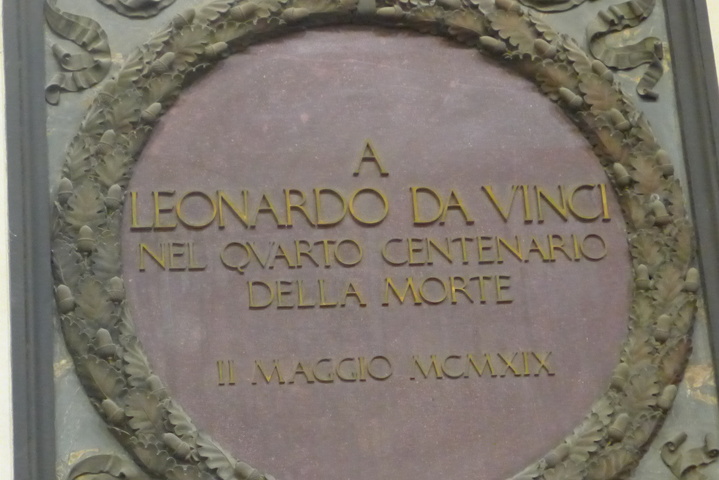 A
LEONARDO DA VINCI
NEL QVARTO CENTENARIO
DELLA MORTE
II MAGGIO MCMXIX